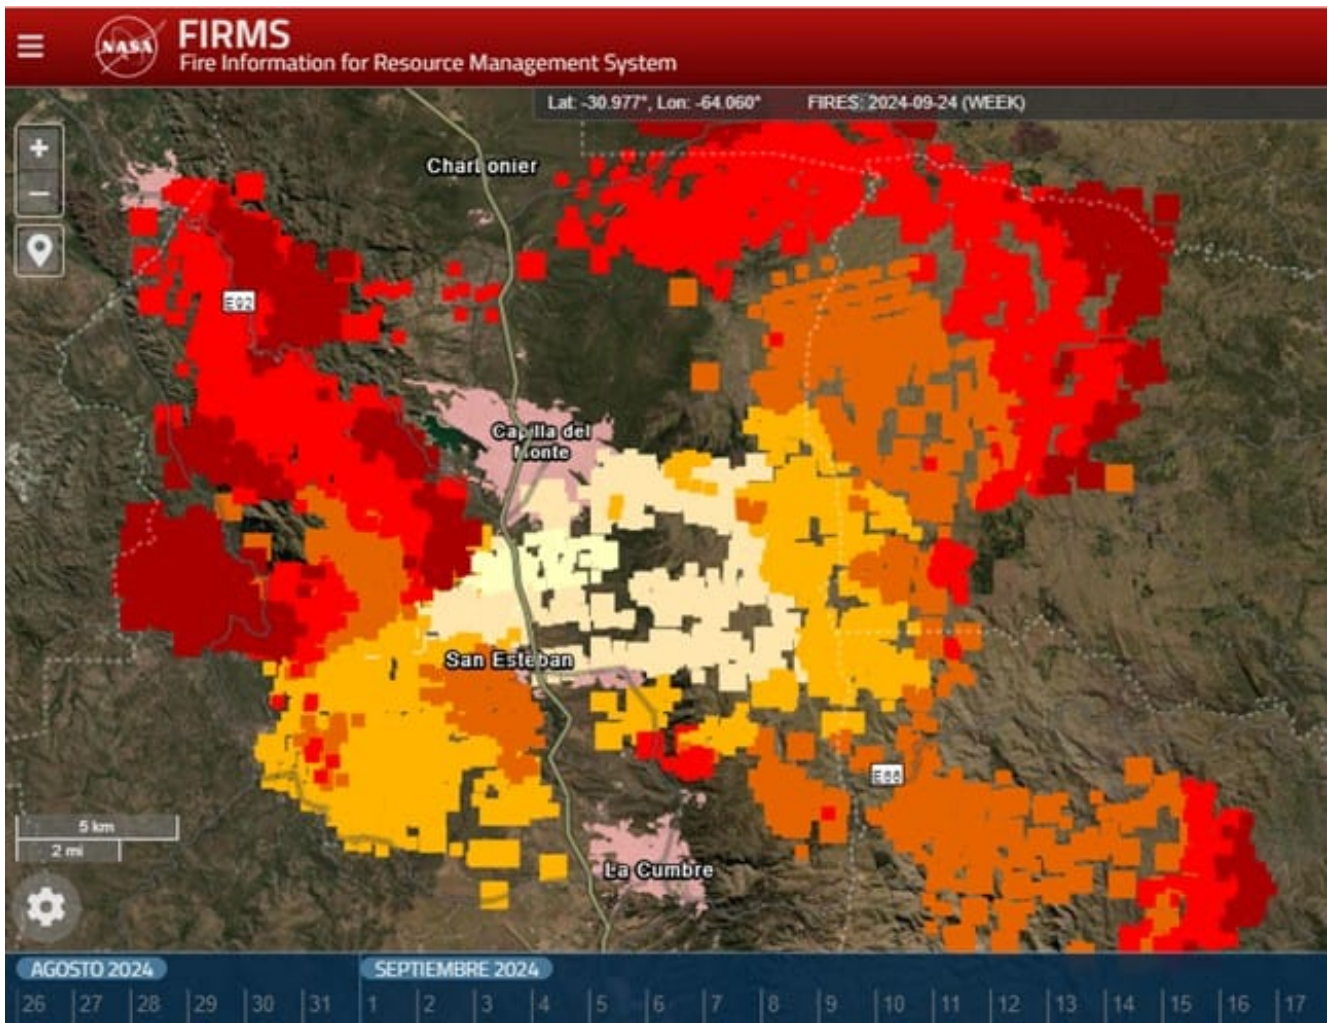 NASA
FIRMS
Fire Information for Resource Management System
Lat: -30.977°, Lon: -64.060° FIRES: 2024-09-24 (WEEK)
+
−
Charbonier
E92
Capilla del
Monte
San Esteban
E66
5 km
2 mi
La Cumbre
AGOSTO 2024 SEPTIEMBRE 2024
26 27 28 29 30 31 1 2 3 4 5 6 7 8 9 10 11 12 13 14 15 16 17